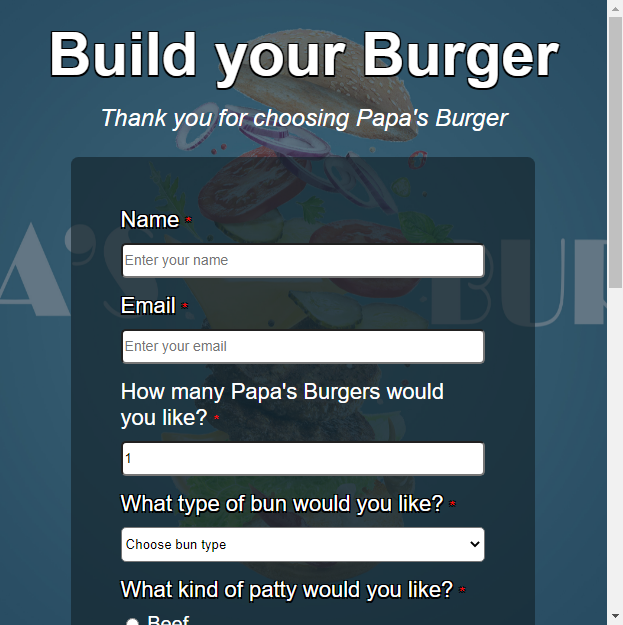 Build your Burger
Thank you for choosing Papa's Burger
Name *
Enter your name
A'S BUR
Email *
Enter your email
How many Papa's Burgers would
you like? *
1
What type of bun would you like? *
Choose bun type
What kind of patty would you like? *
Beef